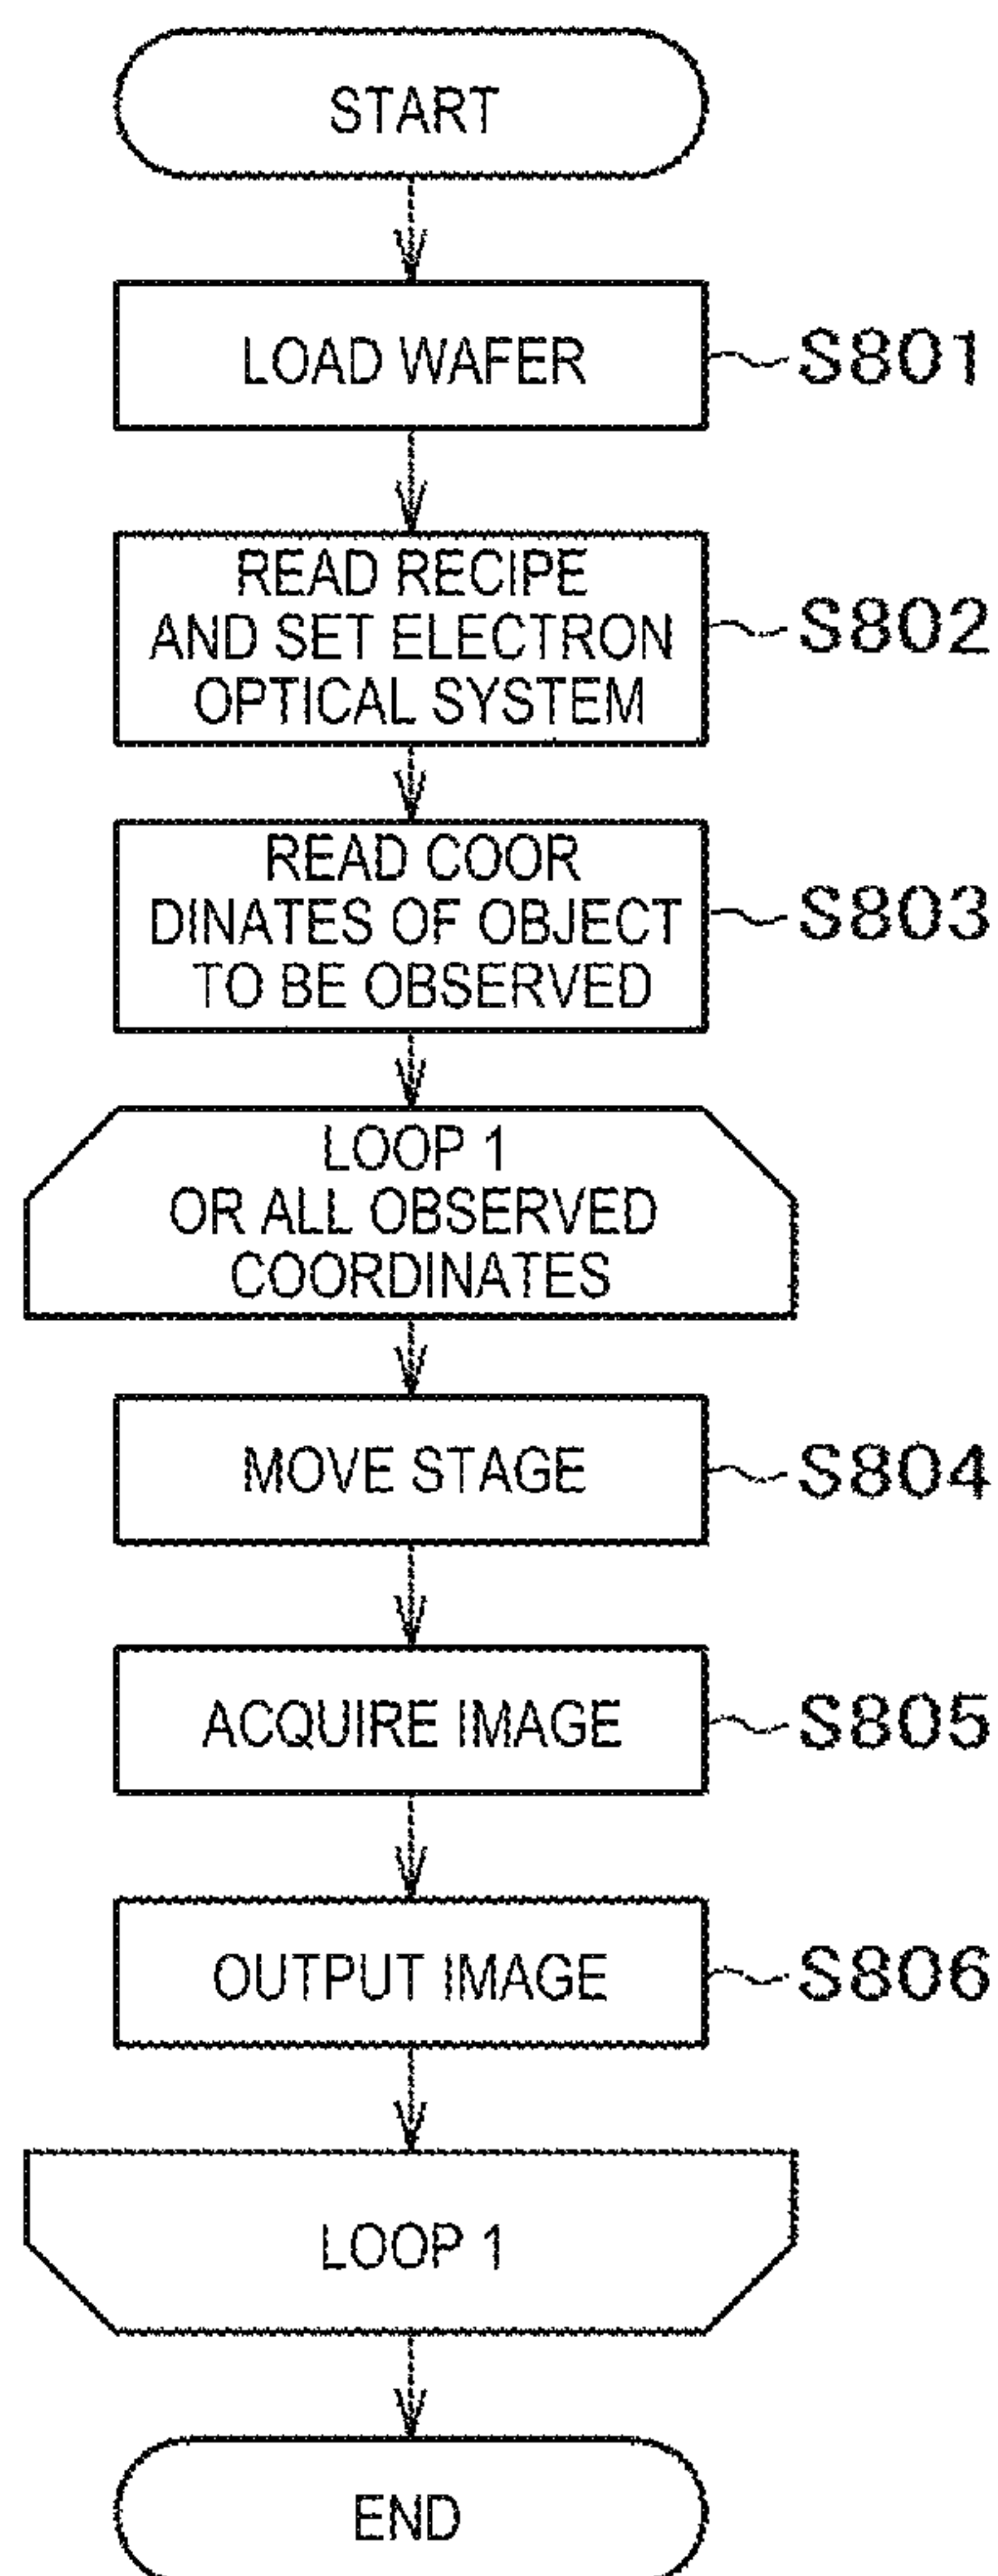 START
LOAD WAFER
S801
READ RECIPE
AND SET ELECTRON
OPTICAL SYSTEM
S802
READ COOR
DINATES OF OBJECT
TO BE OBSERVED
S803
LOOP 1
OR ALL OBSERVED
COORDINATES
MOVE STAGE
S804
ACQUIRE IMAGE
S805
OUTPUT IMAGE
S806
LOOP 1
END